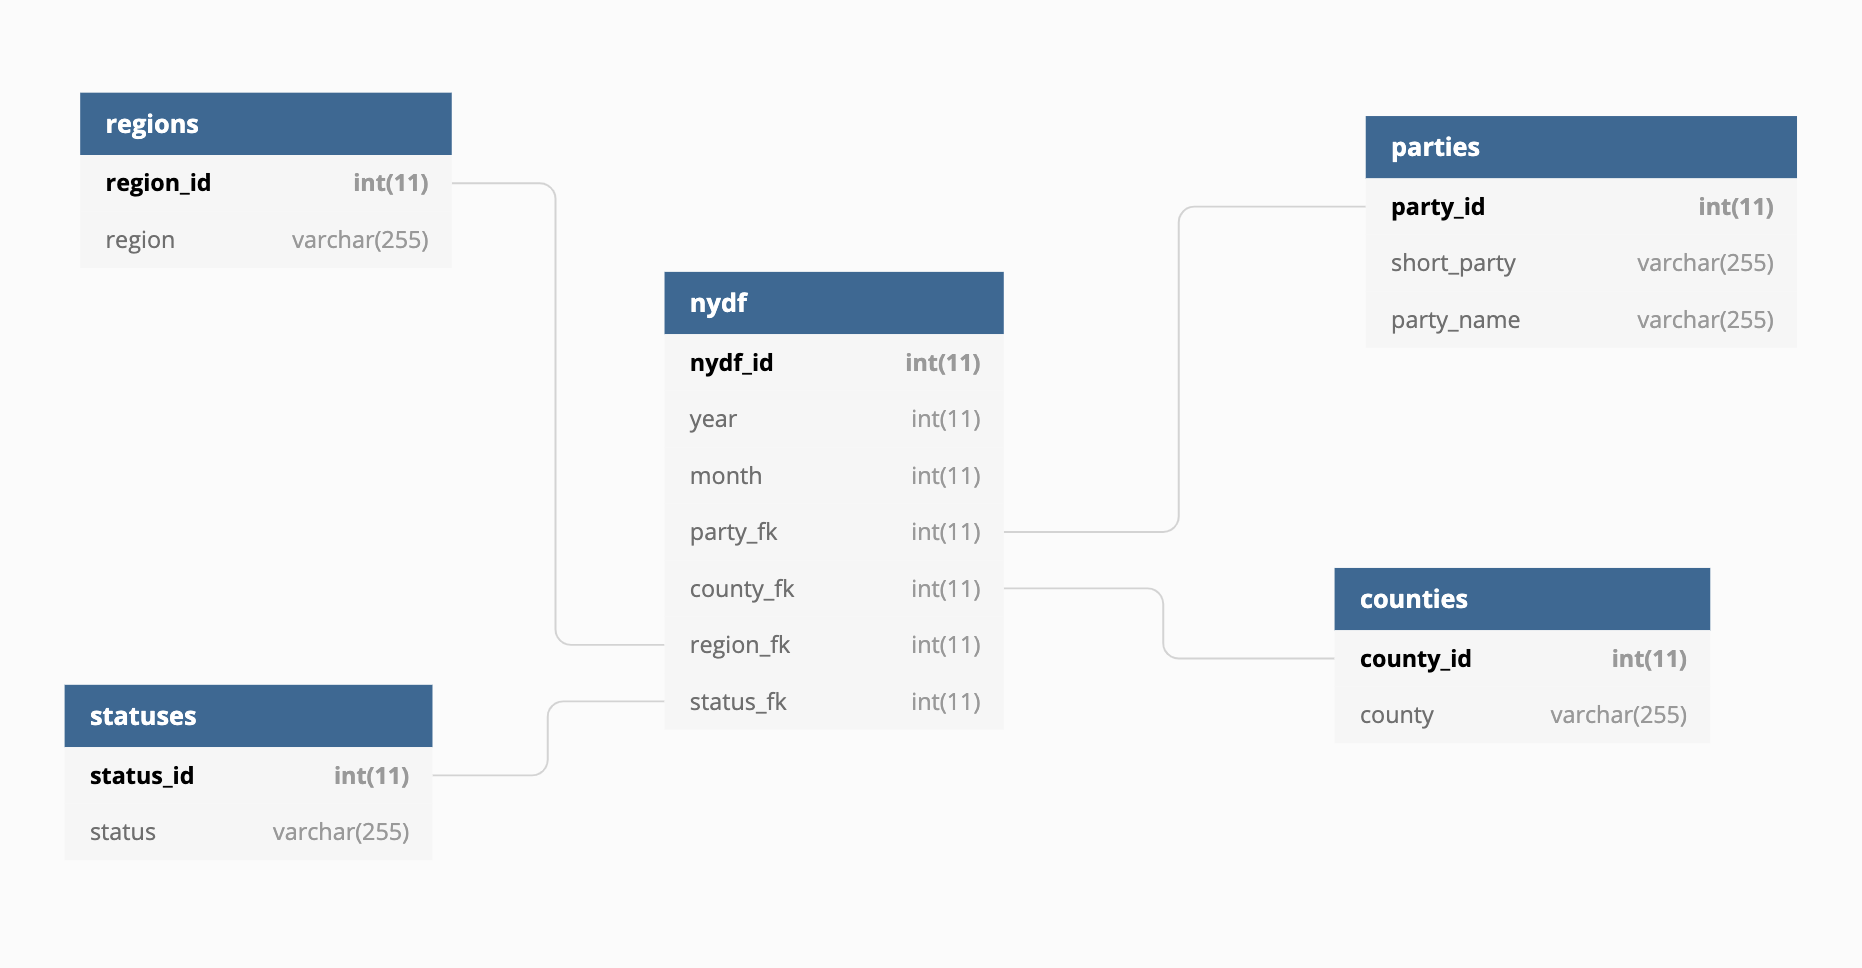 regions
region_id int(11)
region varchar(255)
parties
party_id int(11)
short_party varchar(255)
party_name varchar(255)
nydf
nydf_id int(11)
year int(11)
month int(11)
party_fk int(11)
county_fk int(11)
region_fk int(11)
status_fk int(11)
counties
county_id int(11)
county varchar(255)
statuses
status_id int(11)
status varchar(255)